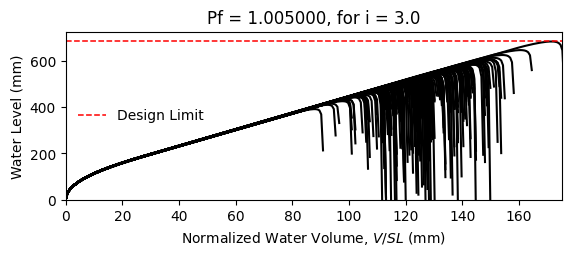 Pf = 1.005000, for i = 3.0
Water Level (mm)
600
400
200
0
Design Limit
0 20 40 60 80 100 120 140 160
Normalized Water Volume, V/SL (mm)